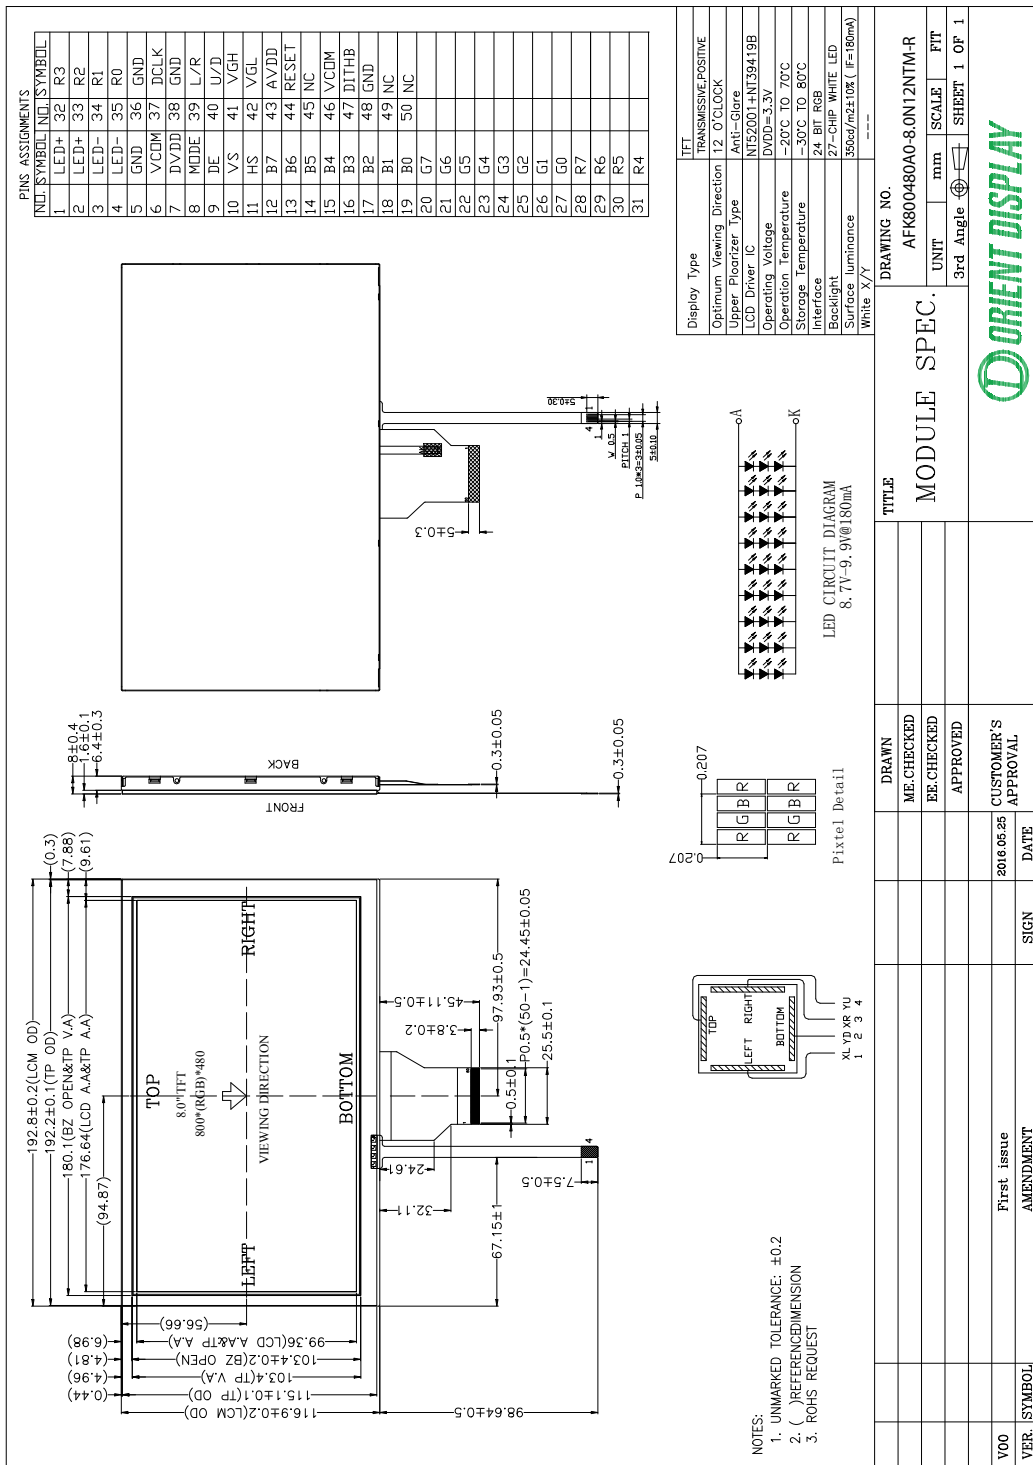 PINS ASSIGNMENTS
NO. SYMBOL NO. SYMBOL
1 LED+ 32 R3
2 LED+ 33 R2
3 LED- 34 R1
4 LED- 35 R0
5 GND 36 GND
6 VCOM 37 DCLK
7 DVDD 38 GND
8 MODE 39 L/R
9 DE 40 U/D
10 VS 41 VGH
11 HS 42 VGL
12 B7 43 AVDD
13 B6 44 RESET
14 B5 45 NC
15 B4 46 VCOM
16 B3 47 DITHB
17 B2 48 GND
18 B1 49 NC
19 B0 50 NC
20 G7
21 G6
22 G5
23 G4
24 G3
25 G2
26 G1
27 G0
28 R7
29 R6
30 R5
31 R4
192.8±0.2(LCM OD)
192.2±0.1(TP OD)
180.1(BZ OPEN&TP V.A)
176.64(LCD A.A&TP A.A)
(94.87)
(0.3)
(7.88)
(9.61)
TOP
8.0"TFT
800*(RGB)*480
VIEWING DIRECTION
LEFT
RIGHT
BOTTOM
(56.66)
99.36(LCD A.A&TP A.A)
103.4±0.2(BZ OPEN)
103.4(TP V.A)
115.1±0.1(TP OD)
116.9±0.2(LCM OD)
(6.98)
(4.81)
(4.96)
(0.44)
98.64±0.5
24.61
32.11
7.5±0.5
67.15±1
1 4
45.11±0.5
3.8±0.2
97.93±0.5
0.5±0.1
P0.5*(50-1)=24.45±0.05
25.5±0.1
8±0.4
1.6±0.1
6.4±0.3
FRONT
BACK
0.3±0.05
0.3±0.05
5±0.3
5±0.30
4 1
1
W 0.5
PITCH 1
P 1.0*3=3±0.05
5±0.10
TOP
LEFT
RIGHT
BOTTOM
XL YD XR YU
1 2 3 4
0.207
0.207
R G B R
R G B R
Pixtel Detail
A
K
LED CIRCUIT DIAGRAM
8.7V-9.9V@180mA
Display Type TFT
TRANSMISSIVE,POSITIVE
Optimum Viewing Direction 12 O'CLOCK
Upper Ploarizer Type Anti-Glare
LCD Driver IC NT52001+NT39419B
Operating Voltage DVDD=3.3V
Operation Temperature -20°C TO 70°C
Storage Temperature -30°C TO 80°C
Interface 24 BIT RGB
Backlight 27-CHIP WHITE LED
Surface luminance 350cd/m2±10% ( IF=180mA)
White X/Y ---
NOTES:
1. UNMARKED TOLERANCE: ±0.2
2. ( )REFERENCEDIMENSION
3. ROHS REQUEST
DRAWN
ME.CHECKED
EE.CHECKED
APPROVED
CUSTOMER'S
APPROVAL
TITLE
MODULE SPEC.
DRAWING NO.
AFK800480A0-8.0N12NTM-R
UNIT mm SCALE FIT
3rd Angle SHEET 1 OF 1
V00 First issue 2016.05.25
VER. SYMBOL AMENDMENT SIGN DATE
ORIENT DISPLAY